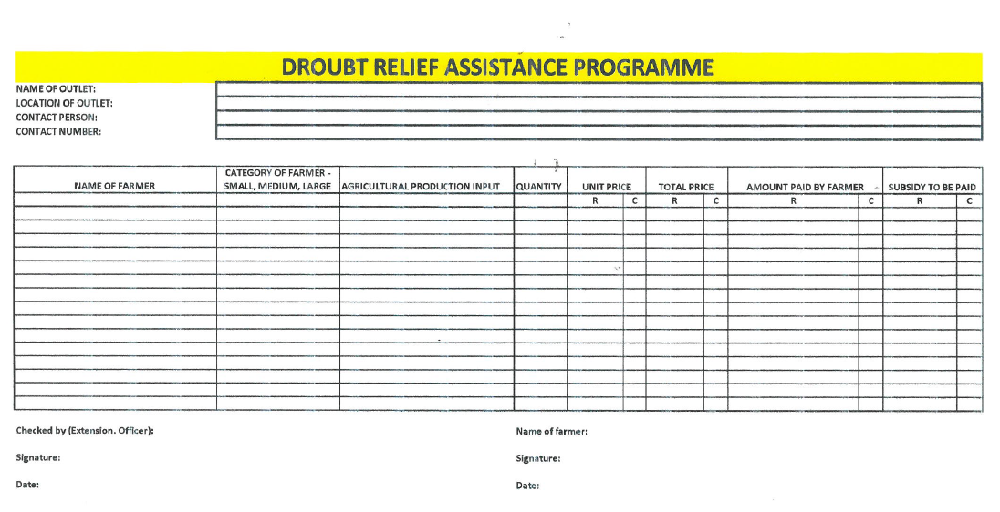 DROUBT RELIEF ASSISTANCE PROGRAMME
NAME OF OUTLET:
LOCATION OF OUTLET:
CONTACT PERSON:
CONTACT NUMBER:
NAME OF FARMER CATEGORY OF FARMER - SMALL, MEDIUM, LARGE AGRICULTURAL PRODUCTION INPUT QUANTITY UNIT PRICE TOTAL PRICE AMOUNT PAID BY FARMER SUBSIDY TO BE PAID
R C R C R C R C
Checked by (Extension. Officer): Name of farmer:
Signature: Signature:
Date: Date: